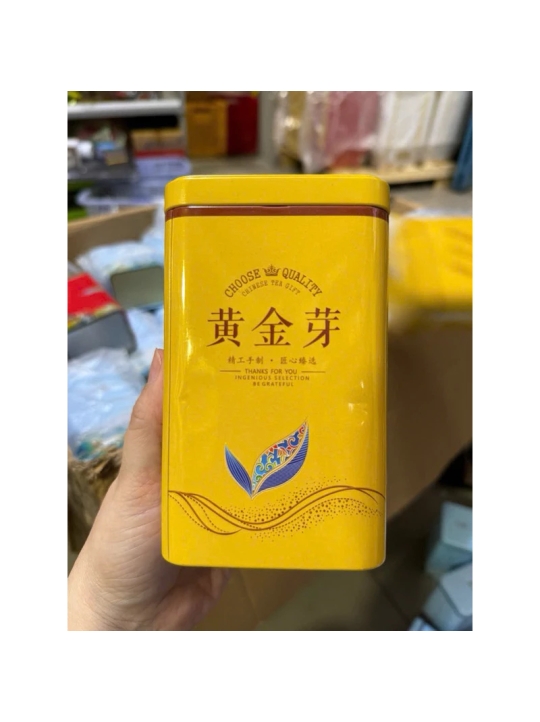 CHOOSE QUALITY
CHINESE TEA GIFT
黄金芽
精工手制·匠心臻选
THANKS FOR YOU
INGENIOUS SELECTION
BE GRATEFUL